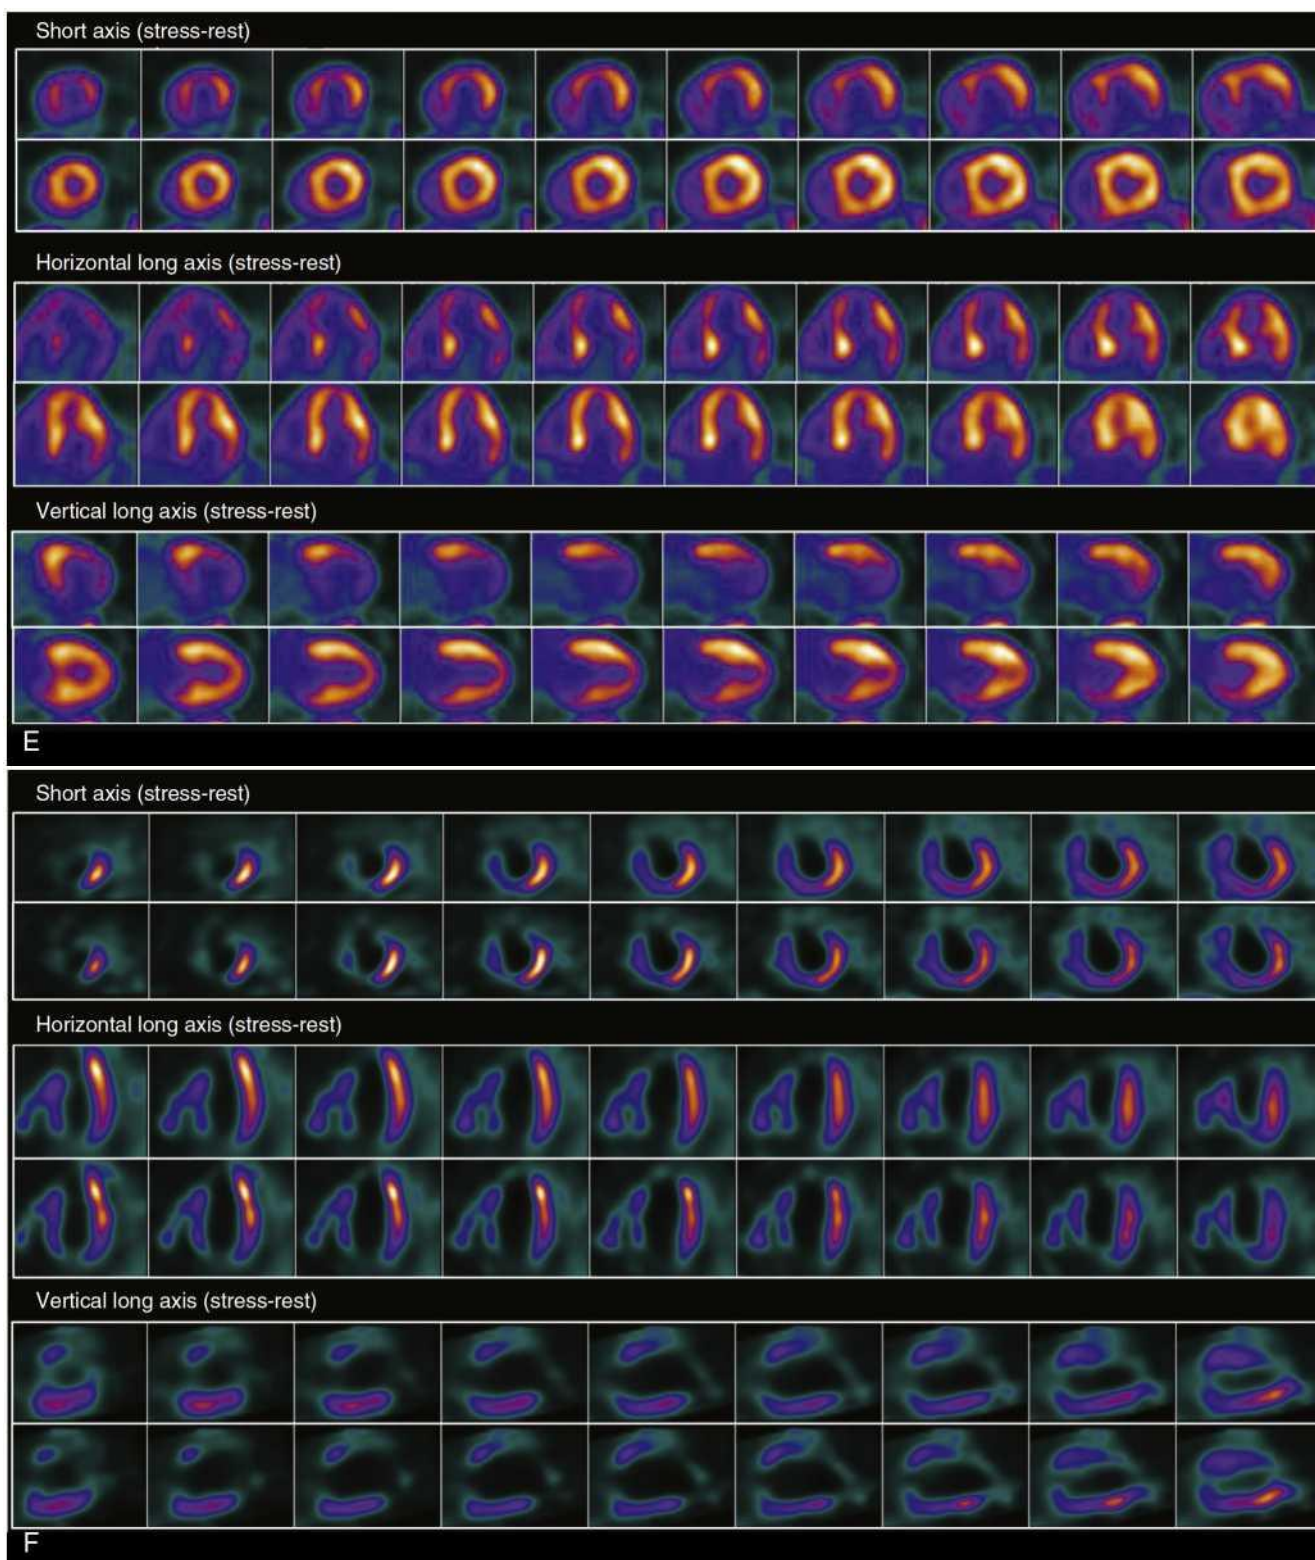 Short axis (stress-rest)
Horizontal long axis (stress-rest)
Vertical long axis (stress-rest)
E
Short axis (stress-rest)
Horizontal long axis (stress-rest)
Vertical long axis (stress-rest)
F